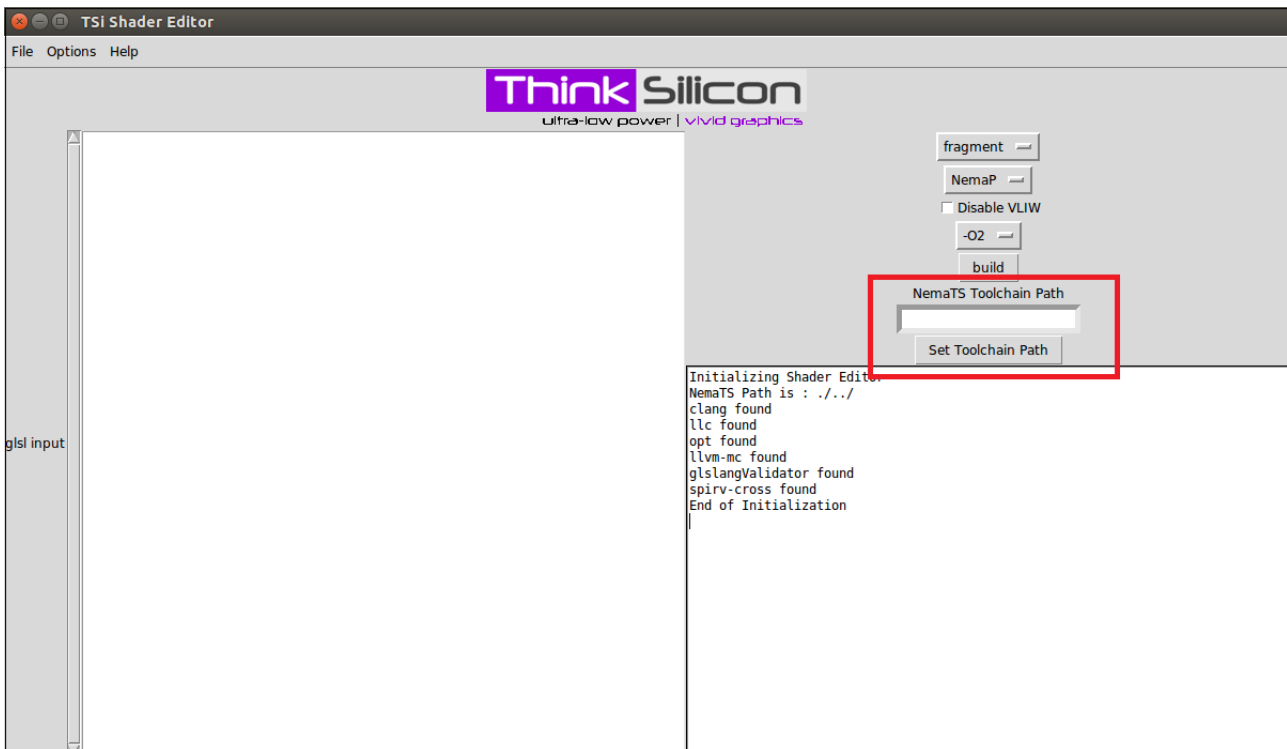 TSi Shader Editor
File Options Help
Think Silicon
ultra-low power | vivid graphics
fragment
NemaP
Disable VLIW
-O2
build
NemaTS Toolchain Path
Set Toolchain Path
glsl input
Initializing Shader Editor
NemaTS Path is : ./../
clang found
llc found
opt found
llvm-mc found
glslangValidator found
spirv-cross found
End of Initialization